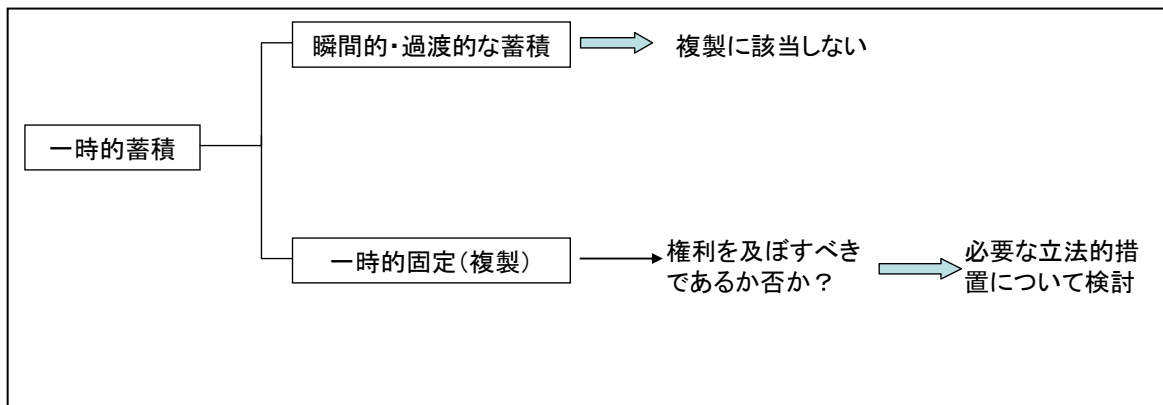 瞬間的・過渡的な蓄積
複製に該当しない
一時的蓄積
一時的固定（複製）
権利を及ぼすべき
であるか否か？
必要な立法的措
置について検討